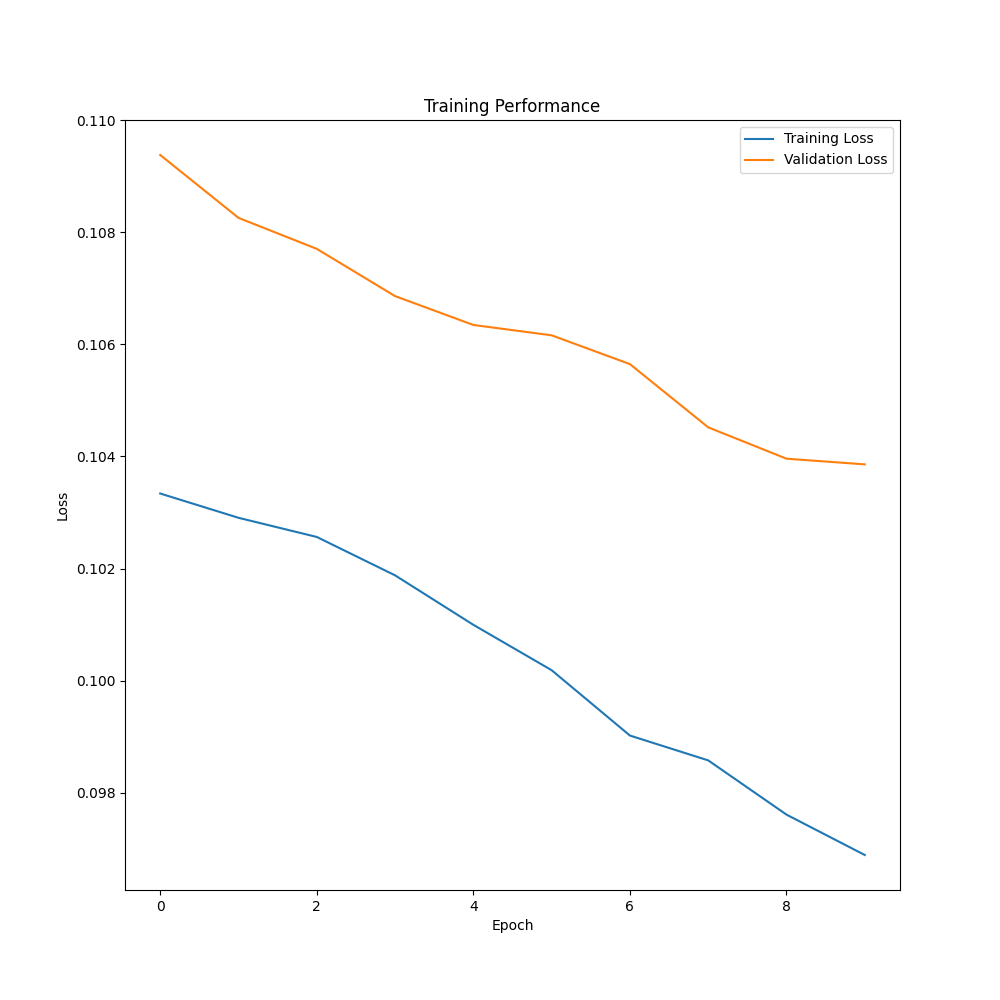 Training Performance
Training Loss
Validation Loss
0.110
0.108
0.106
0.104
0.102
0.100
0.098
Loss
0 2 4 6 8
Epoch